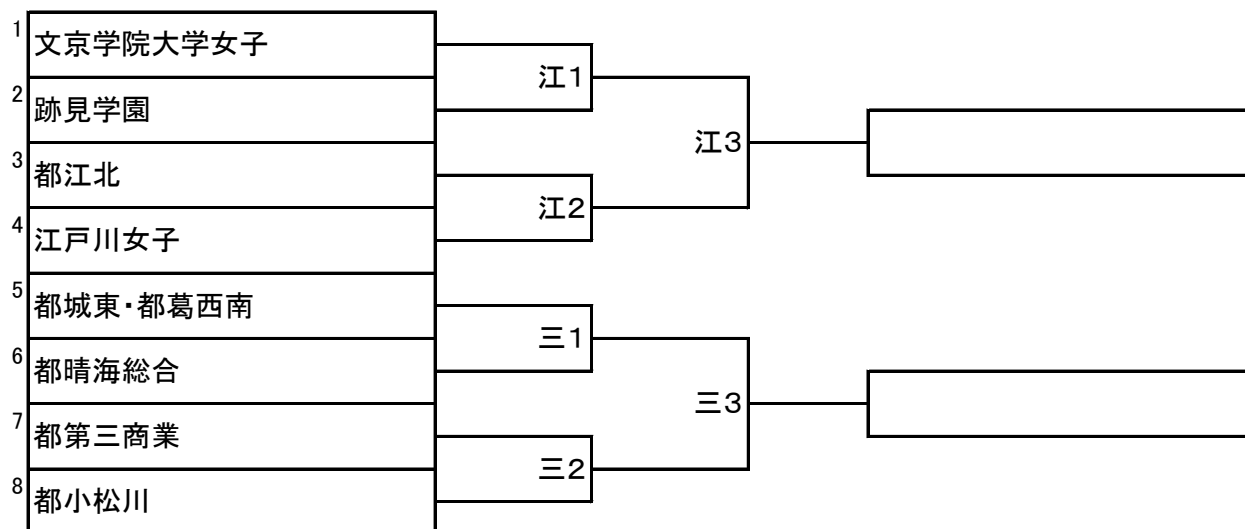 1 文京学院大学女子
江1
2 跡見学園
江3
3 都江北
江2
4 江戸川女子
5 都城東・都葛西南
三1
6 都晴海総合
三3
7 都第三商業
三2
8 都小松川